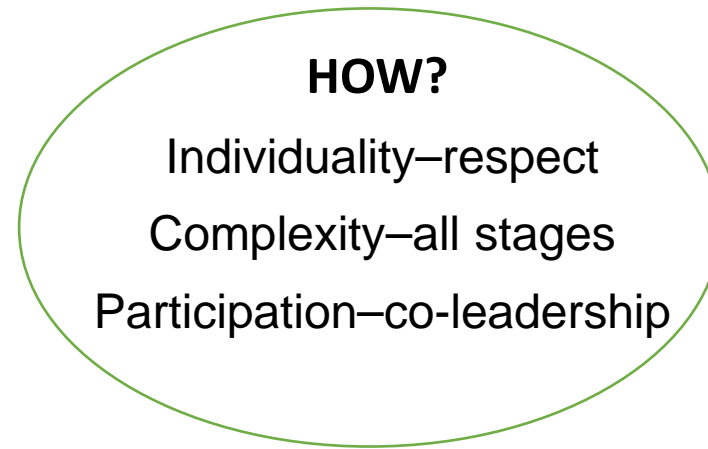 HOW?
Individuality–respect
Complexity–all stages
Participation–co-leadership